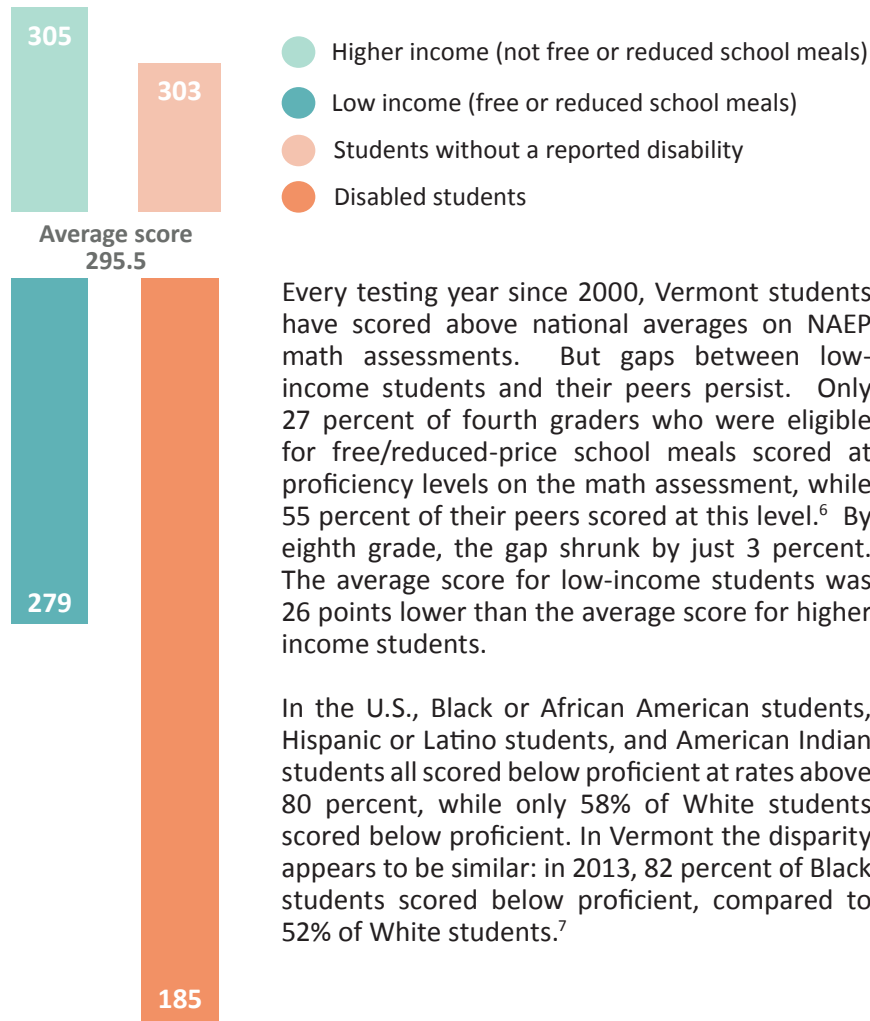 305
303
Higher income (not free or reduced school meals)
Low income (free or reduced school meals)
Students without a reported disability
Disabled students
Average score
295.5
279
185
Every testing year since 2000, Vermont students
have scored above national averages on NAEP
math assessments. But gaps between low-
income students and their peers persist. Only
27 percent of fourth graders who were eligible
for free/reduced-price school meals scored at
proficiency levels on the math assessment, while
55 percent of their peers scored at this level.⁶ By
eighth grade, the gap shrunk by just 3 percent.
The average score for low-income students was
26 points lower than the average score for higher
income students.
In the U.S., Black or African American students,
Hispanic or Latino students, and American Indian
students all scored below proficient at rates above
80 percent, while only 58% of White students
scored below proficient. In Vermont the disparity
appears to be similar: in 2013, 82 percent of Black
students scored below proficient, compared to
52% of White students.⁷